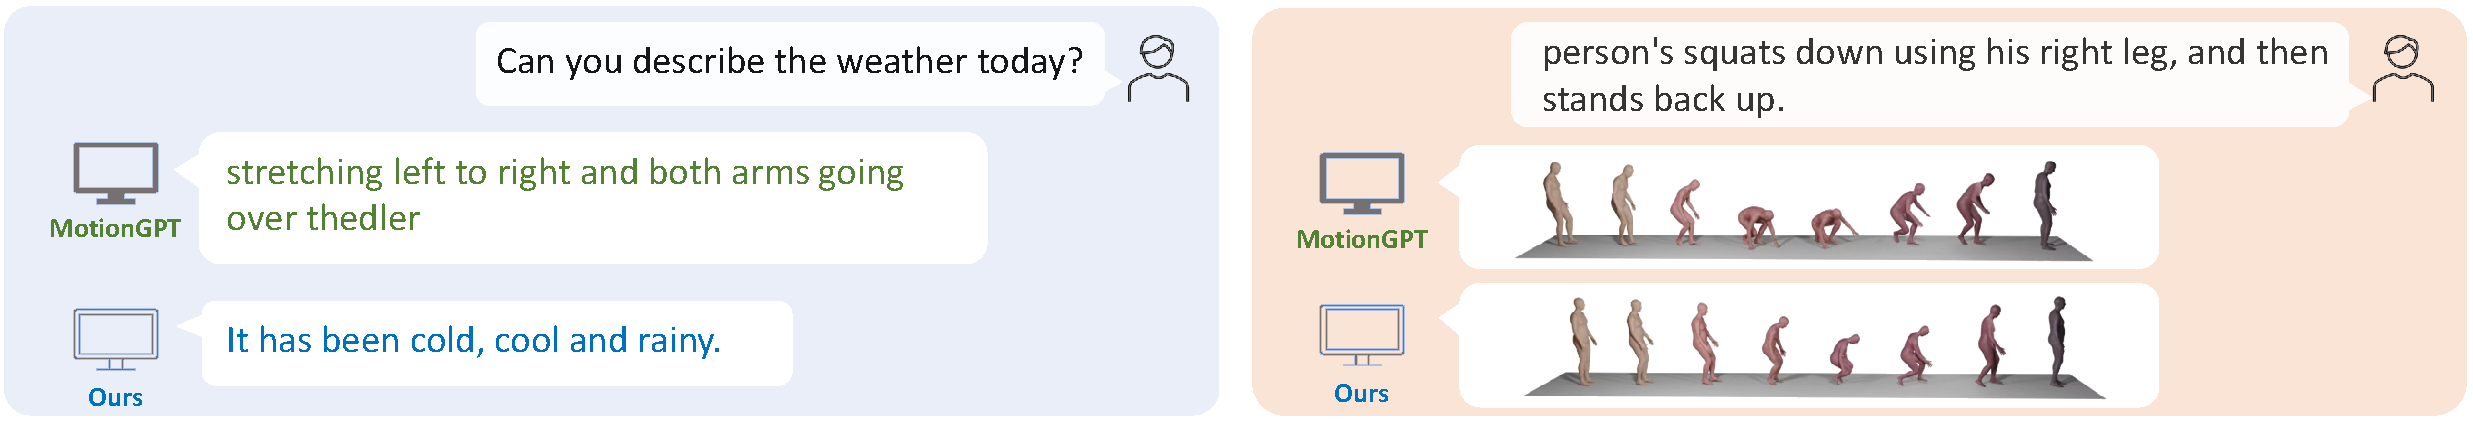 Can you describe the weather today?
stretching left to right and both arms going
over thedler
MotionGPT
It has been cold, cool and rainy.
Ours
person's squats down using his right leg, and then
stands back up.
MotionGPT
Ours